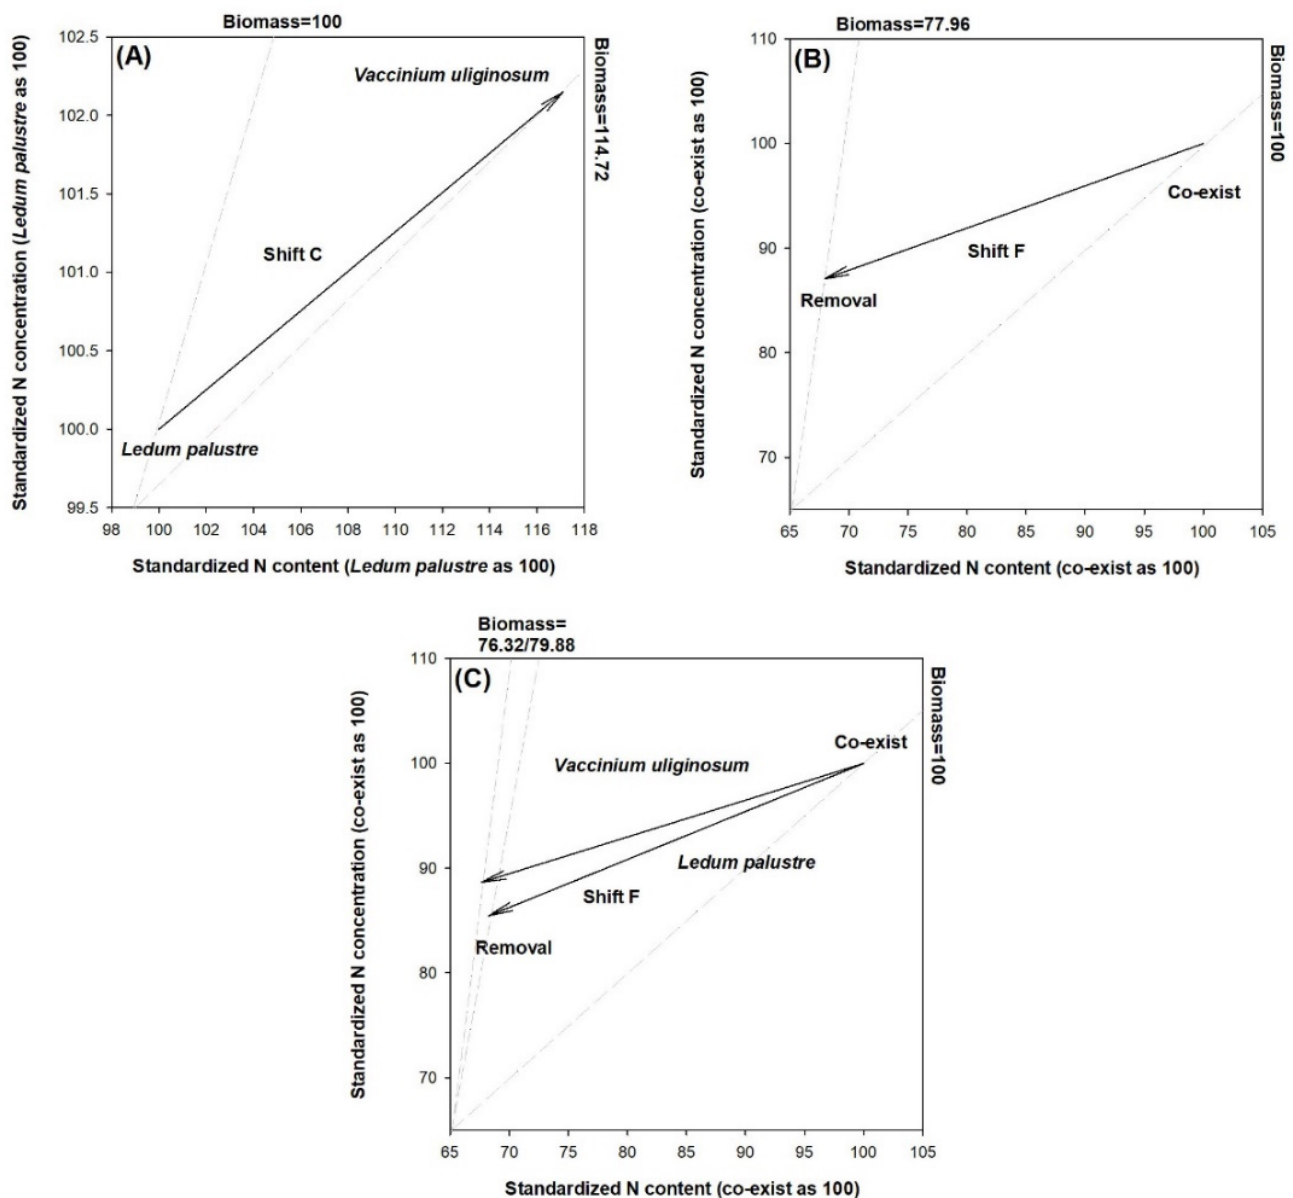 Biomass=100
(A)
102.5
102.0
101.5
101.0
100.5
100.0
99.5
Standardized N concentration (Ledum palustre as 100)
Vaccinium uliginosum
Shift C
Ledum palustre
Biomass=114.72
98 100 102 104 106 108 110 112 114 116 118
Standardized N content (Ledum palustre as 100)
Biomass=77.96
(B)
110
100
90
80
70
Standardized N concentration (co-exist as 100)
Co-exist
Shift F
Removal
Biomass=100
65 70 75 80 85 90 95 100 105
Standardized N content (co-exist as 100)
Biomass=
76.32/79.88
(C)
110
100
90
80
70
Standardized N concentration (co-exist as 100)
Co-exist
Vaccinium uliginosum
Ledum palustre
Shift F
Removal
Biomass=100
65 70 75 80 85 90 95 100 105
Standardized N content (co-exist as 100)